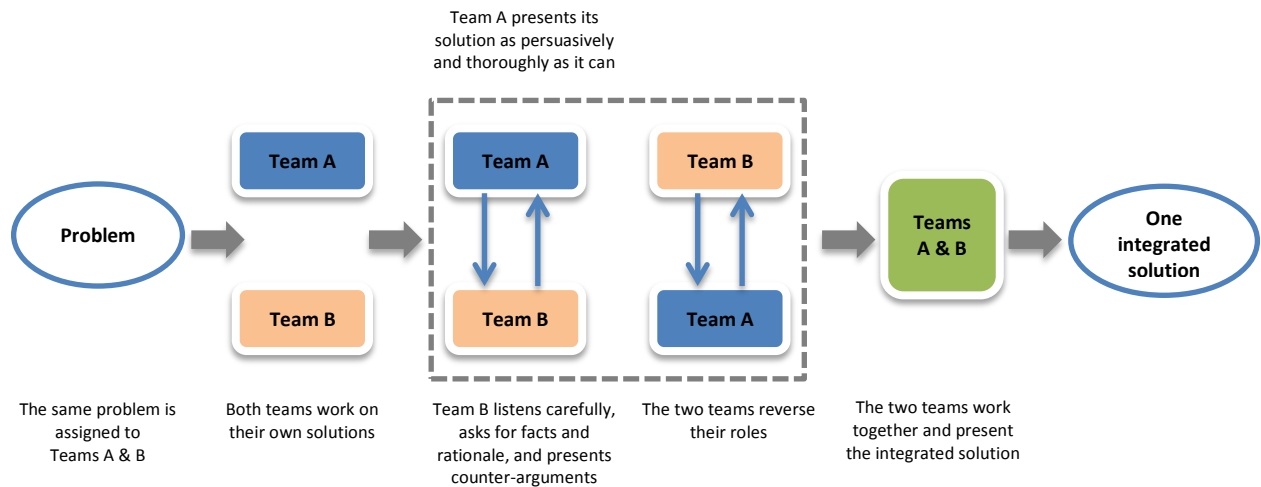 Team A presents its
solution as persuasively
and thoroughly as it can
Problem
Team A
Team B
Team A
Team B
Team B
Team A
Teams
A & B
One
integrated
solution
The same problem is
assigned to
Teams A & B
Both teams work on
their own solutions
Team B listens carefully,
asks for facts and
rationale, and presents
counter-arguments
The two teams reverse
their roles
The two teams work
together and present
the integrated solution